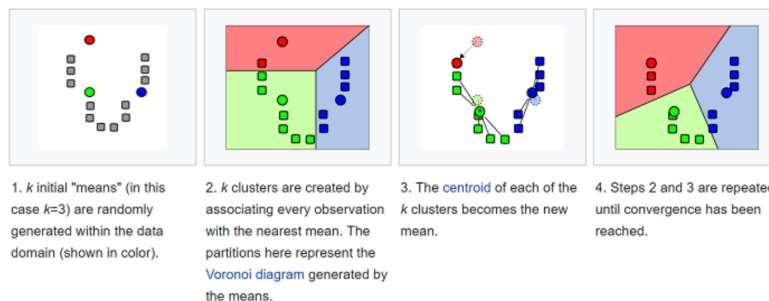 1. k initial "means" (in this
case k=3) are randomly
generated within the data
domain (shown in color).
2. k clusters are created by
associating every observation
with the nearest mean. The
partitions here represent the
Voronoi diagram generated by
the means.
3. The centroid of each of the
k clusters becomes the new
mean.
4. Steps 2 and 3 are repeated
until convergence has been
reached.